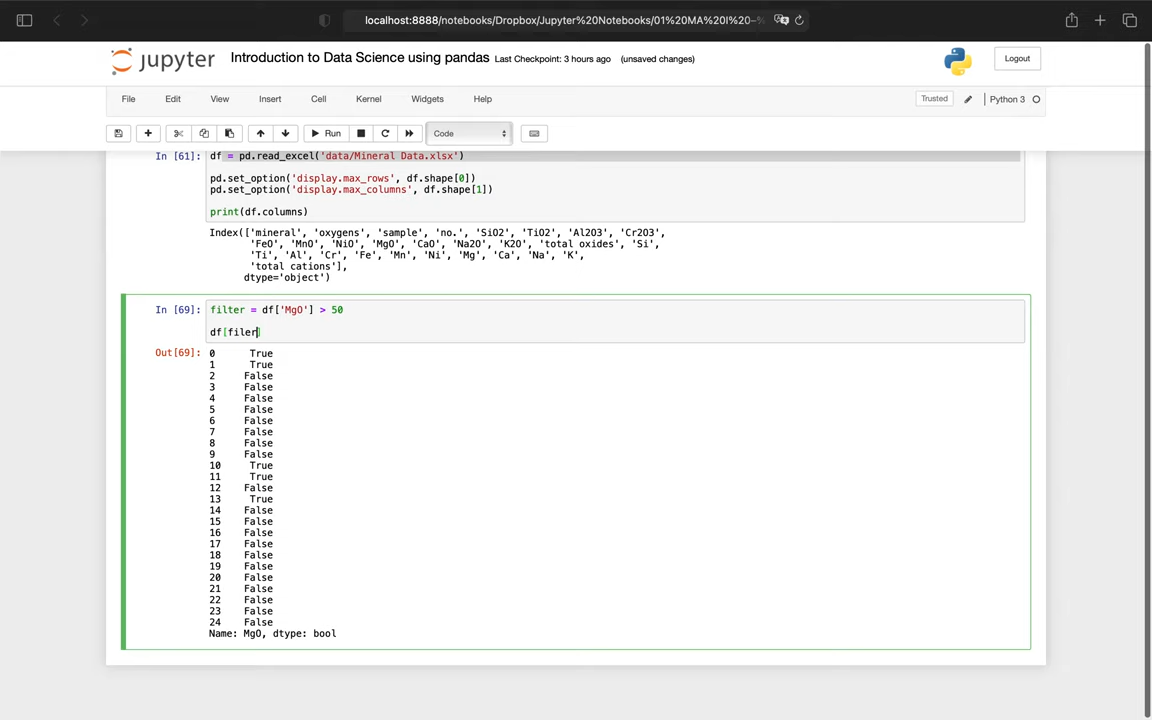 localhost:8888/notebooks/Dropbox/Jupyter%20Notebooks/01%20MA%20I%20–%
jupyter Introduction to Data Science using pandas Last Checkpoint: 3 hours ago (unsaved changes) Logout
File Edit View Insert Cell Kernel Widgets Help Trusted Python 3
Run Code
In [61]: df = pd.read_excel('data/Mineral Data.xlsx')
pd.set_option('display.max_rows', df.shape[0])
pd.set_option('display.max_columns', df.shape[1])
print(df.columns)
Index(['mineral', 'oxygens', 'sample', 'no.', 'SiO2', 'TiO2', 'Al2O3', 'Cr2O3',
'FeO', 'MnO', 'NiO', 'MgO', 'CaO', 'Na2O', 'K2O', 'total oxides', 'Si',
'Ti', 'Al', 'Cr', 'Fe', 'Mn', 'Ni', 'Mg', 'Ca', 'Na', 'K',
'total cations'],
dtype='object')
In [69]: filter = df['MgO'] > 50
df[filer]
Out[69]: 0 True
1 True
2 False
3 False
4 False
5 False
6 False
7 False
8 False
9 False
10 True
11 True
12 False
13 True
14 False
15 False
16 False
17 False
18 False
19 False
20 False
21 False
22 False
23 False
24 False
Name: MgO, dtype: bool